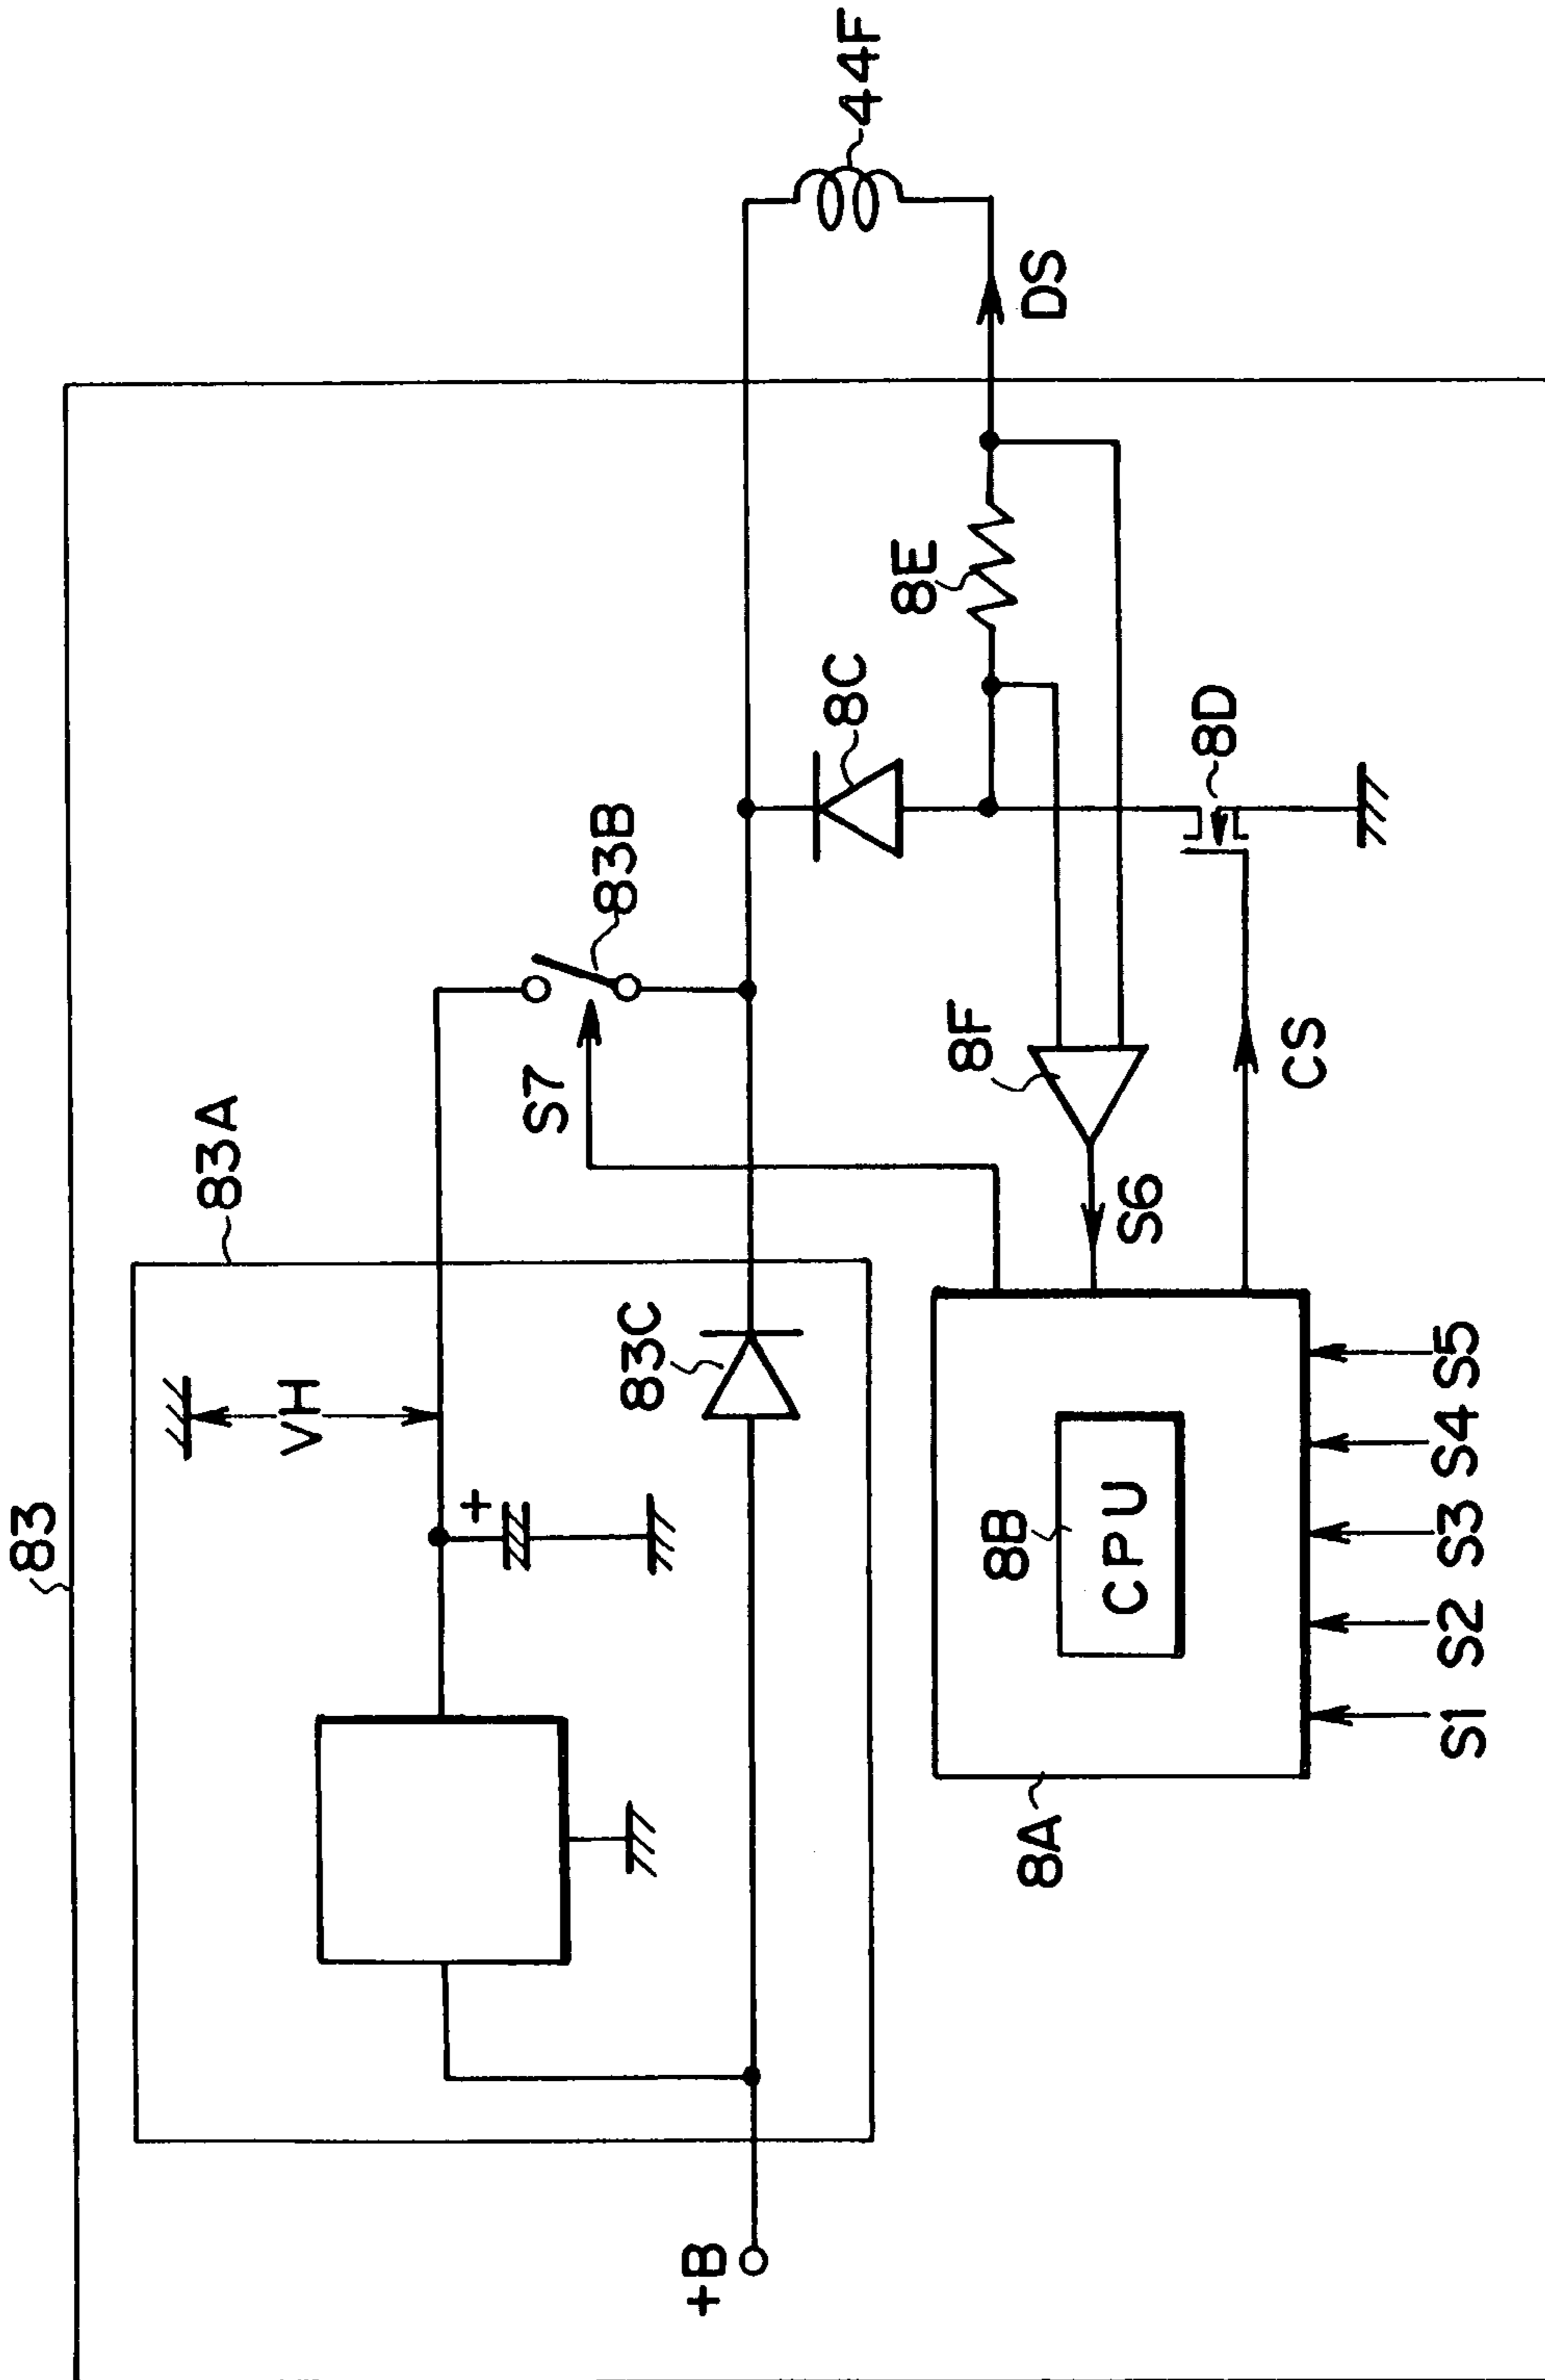 83
83A
VH
+
83C
S7
83B
+B
44F
8C
8E
DS
8F
8D
S6
CS
8A
8B
CPU
S1
S2
S3
S4
S5